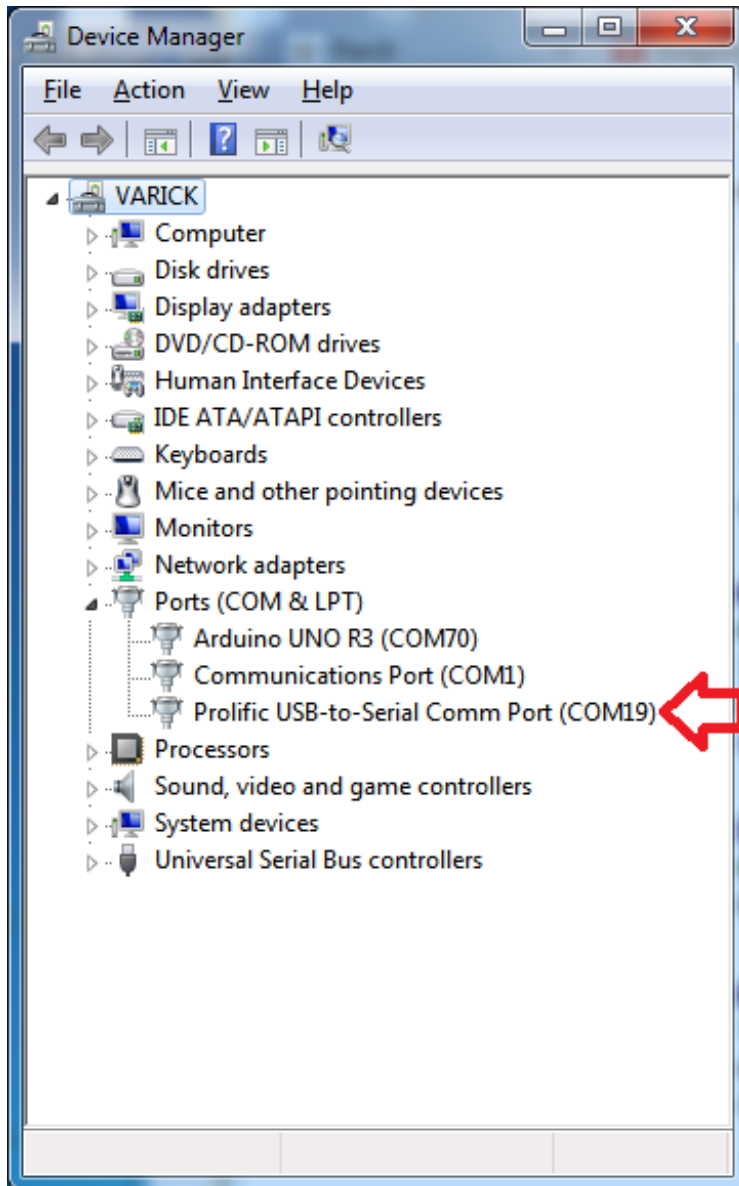 Device Manager
File Action View Help
VARICK
Computer
Disk drives
Display adapters
DVD/CD-ROM drives
Human Interface Devices
IDE ATA/ATAPI controllers
Keyboards
Mice and other pointing devices
Monitors
Network adapters
Ports (COM & LPT)
Arduino UNO R3 (COM70)
Communications Port (COM1)
Prolific USB-to-Serial Comm Port (COM19)
Processors
Sound, video and game controllers
System devices
Universal Serial Bus controllers